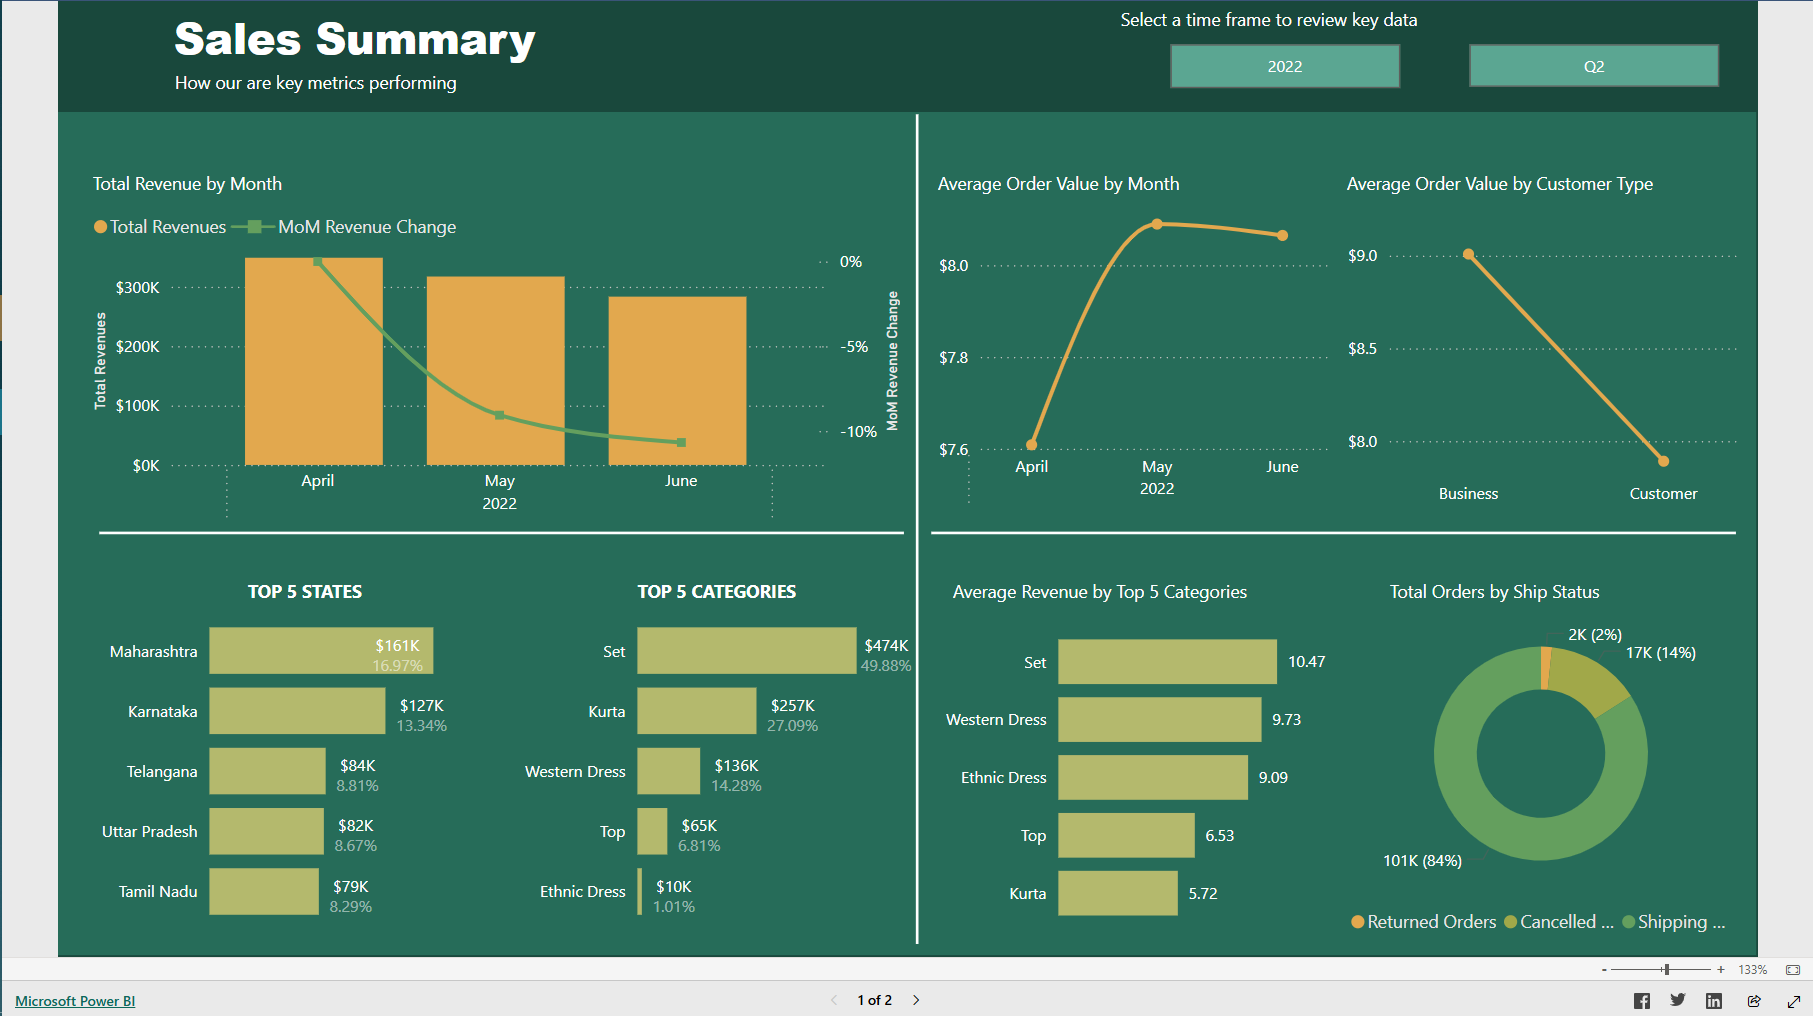 Sales Summary
How our are key metrics performing
Select a time frame to review key data
2022
Q2
Total Revenue by Month
Total Revenues
MoM Revenue Change
$300K
$200K
$100K
$0K
Total Revenues
0%
-5%
-10%
MoM Revenue Change
April
May
June
2022
Average Order Value by Month
$8.0
$7.8
$7.6
April
May
June
2022
Average Order Value by Customer Type
$9.0
$8.5
$8.0
Business
Customer
TOP 5 STATES
Maharashtra
$161K
16.97%
Karnataka
$127K
13.34%
Telangana
$84K
8.81%
Uttar Pradesh
$82K
8.67%
Tamil Nadu
$79K
8.29%
TOP 5 CATEGORIES
Set
$474K
49.88%
Kurta
$257K
27.09%
Western Dress
$136K
14.28%
Top
$65K
6.81%
Ethnic Dress
$10K
1.01%
Average Revenue by Top 5 Categories
Set
10.47
Western Dress
9.73
Ethnic Dress
9.09
Top
6.53
Kurta
5.72
Total Orders by Ship Status
2K (2%)
17K (14%)
101K (84%)
Returned Orders
Cancelled ...
Shipping ...
- + 133%
Microsoft Power BI
1 of 2